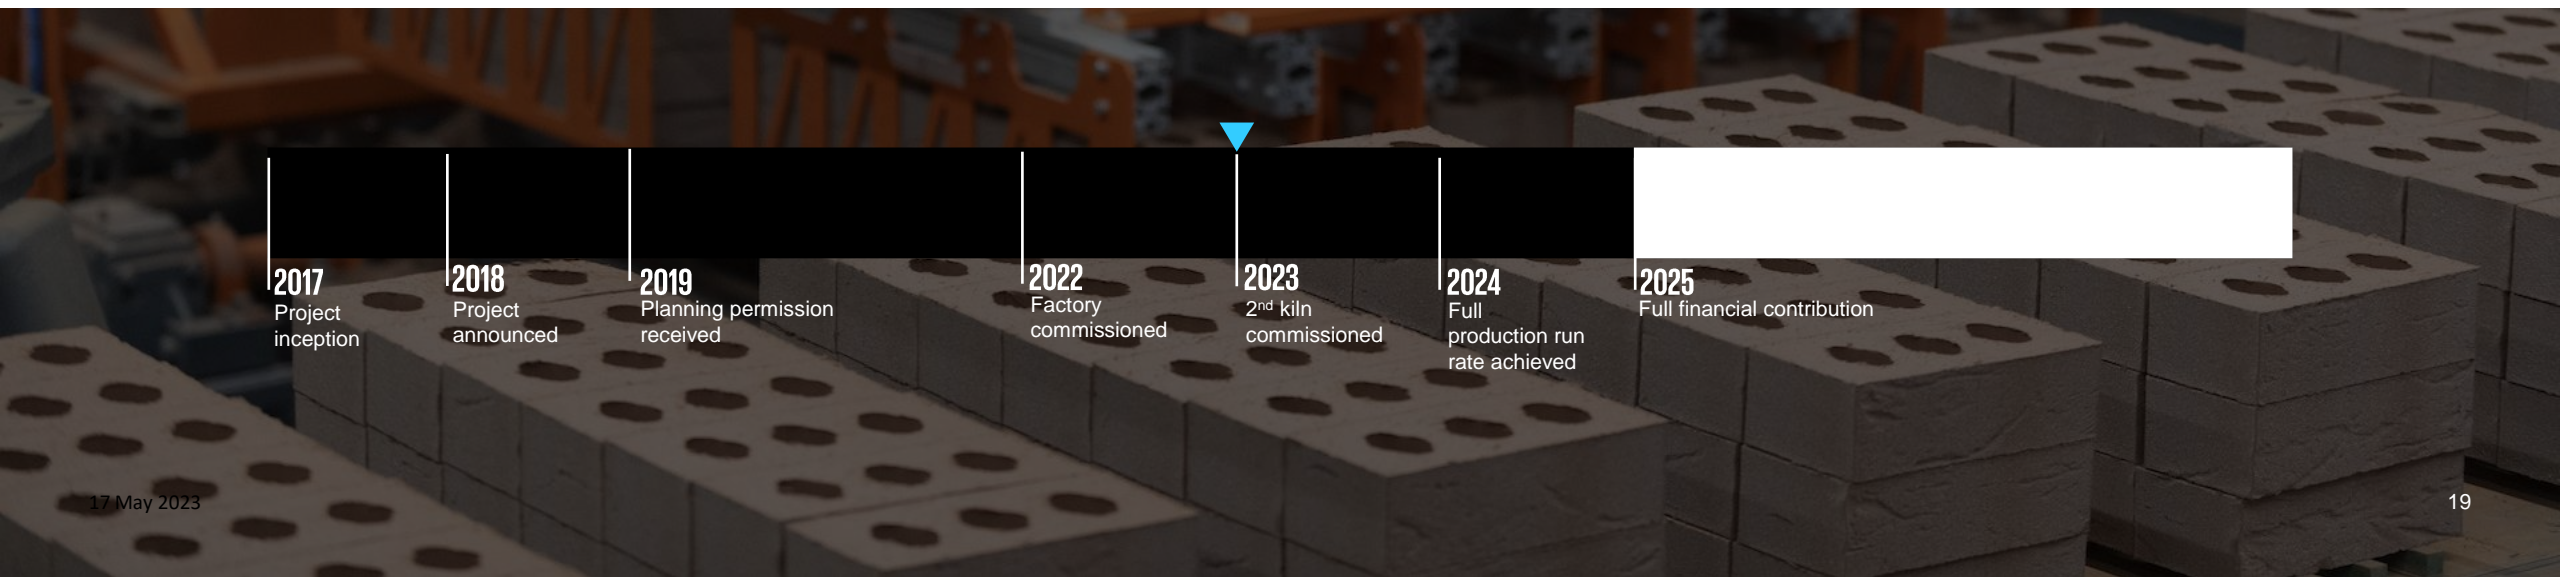 2017
Project
inception
2018
Project
announced
2019
Planning permission
received
2022
Factory
commissioned
2023
2nd kiln
commissioned
2024
Full
production run
rate achieved
2025
Full financial contribution
17 May 2023
19